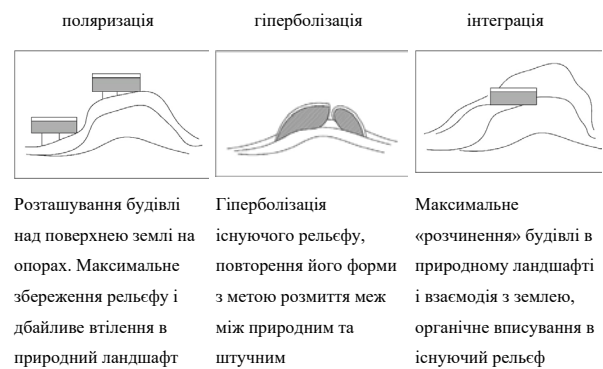 поляризація
гіперболізація
інтеграція
Розташування будівлі
над поверхнею землі на
опорах. Максимальне
збереження рельєфу і
дбайливе втілення в
природний ландшафт
Гіперболізація
існуючого рельєфу,
повторення його форми
з метою розмиття меж
між природним та
штучним
Максимальне
«розчинення» будівлі в
природному ландшафті
і взаємодія з землею,
органічне вписування в
існуючий рельєф